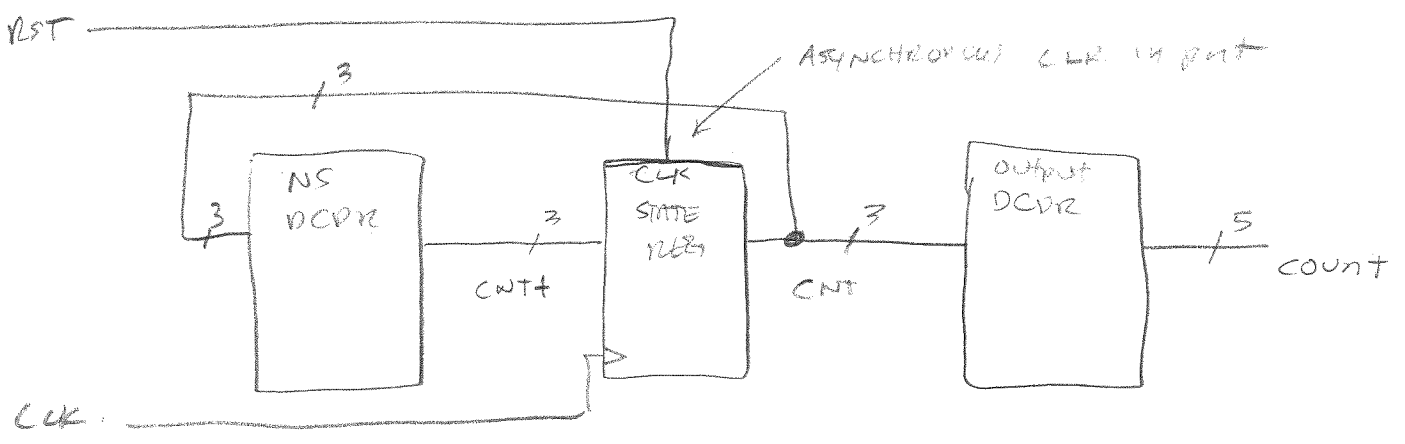 RST
3
ASYNCHRONOUS CLR input
NS
DCDR
3
3
CNT+
CLK
STATE
REG
3
CNT
OUTPUT
DCDR
5
COUNT
CLK